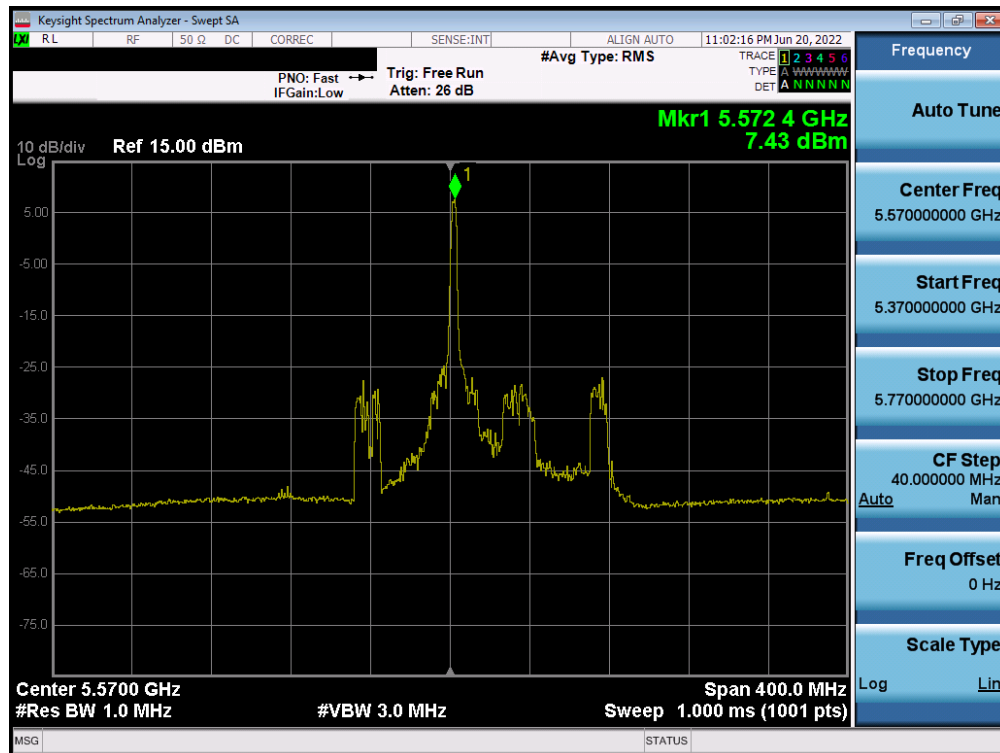 Keysight Spectrum Analyzer - Swept SA
LXI RL RF 50 Ω DC CORREC SENSE:INT ALIGN AUTO 11:02:16 PM Jun 20, 2022
PNO: Fast
IFGain:Low
Trig: Free Run
Atten: 26 dB
#Avg Type: RMS
TRACE 1 2 3 4 5 6
TYPE A WWWWW
DET A N N N N N
Mkr1 5.572 4 GHz
7.43 dBm
10 dB/div Ref 15.00 dBm
Log
1
5.00
-5.00
-15.0
-25.0
-35.0
-45.0
-55.0
-65.0
-75.0
Center 5.5700 GHz
Span 400.0 MHz
#Res BW 1.0 MHz
#VBW 3.0 MHz
Sweep 1.000 ms (1001 pts)
MSG STATUS
Frequency
Auto Tune
Center Freq
5.570000000 GHz
Start Freq
5.370000000 GHz
Stop Freq
5.770000000 GHz
CF Step
40.000000 MHz
Auto Man
Freq Offset
0 Hz
Scale Type
Log Lin